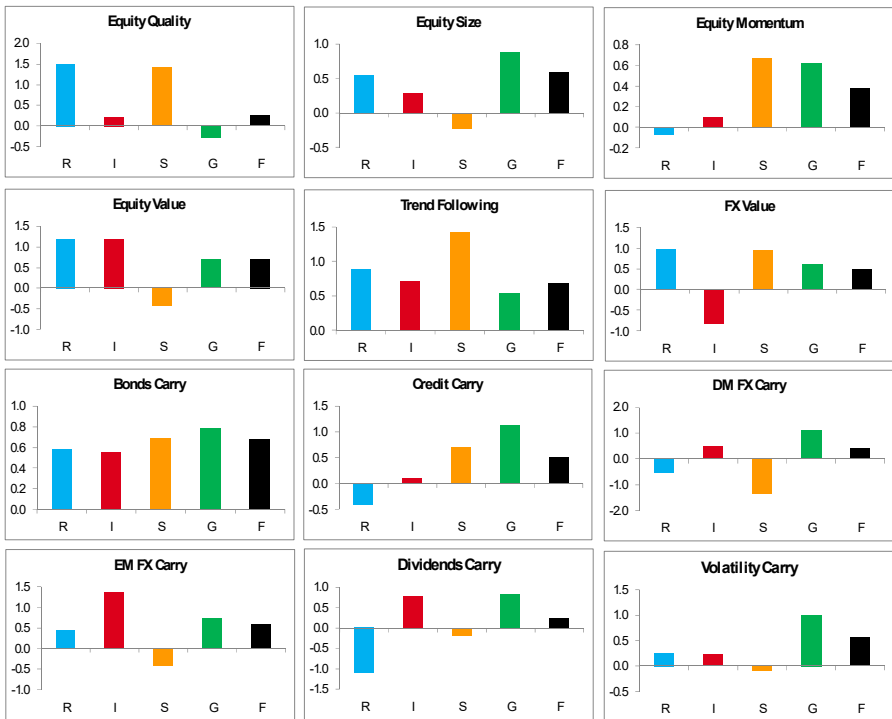 Equity Quality
2.0
1.5
1.0
0.5
0.0
-0.5
R I S G F
Equity Size
1.0
0.5
0.0
-0.5
R I S G F
Equity Momentum
0.8
0.6
0.4
0.2
0.0
-0.2
R I S G F
Equity Value
1.5
1.0
0.5
0.0
-0.5
-1.0
R I S G F
Trend Following
1.5
1.0
0.5
0.0
R I S G F
FX Value
1.5
1.0
0.5
0.0
-0.5
-1.0
R I S G F
Bonds Carry
1.0
0.8
0.6
0.4
0.2
0.0
R I S G F
Credit Carry
1.5
1.0
0.5
0.0
-0.5
R I S G F
DM FX Carry
2.0
1.0
0.0
-1.0
-2.0
R I S G F
EM FX Carry
1.5
1.0
0.5
0.0
-0.5
-1.0
R I S G F
Dividends Carry
1.5
1.0
0.5
0.0
-0.5
-1.0
-1.5
R I S G F
Volatility Carry
1.5
1.0
0.5
0.0
-0.5
R I S G F